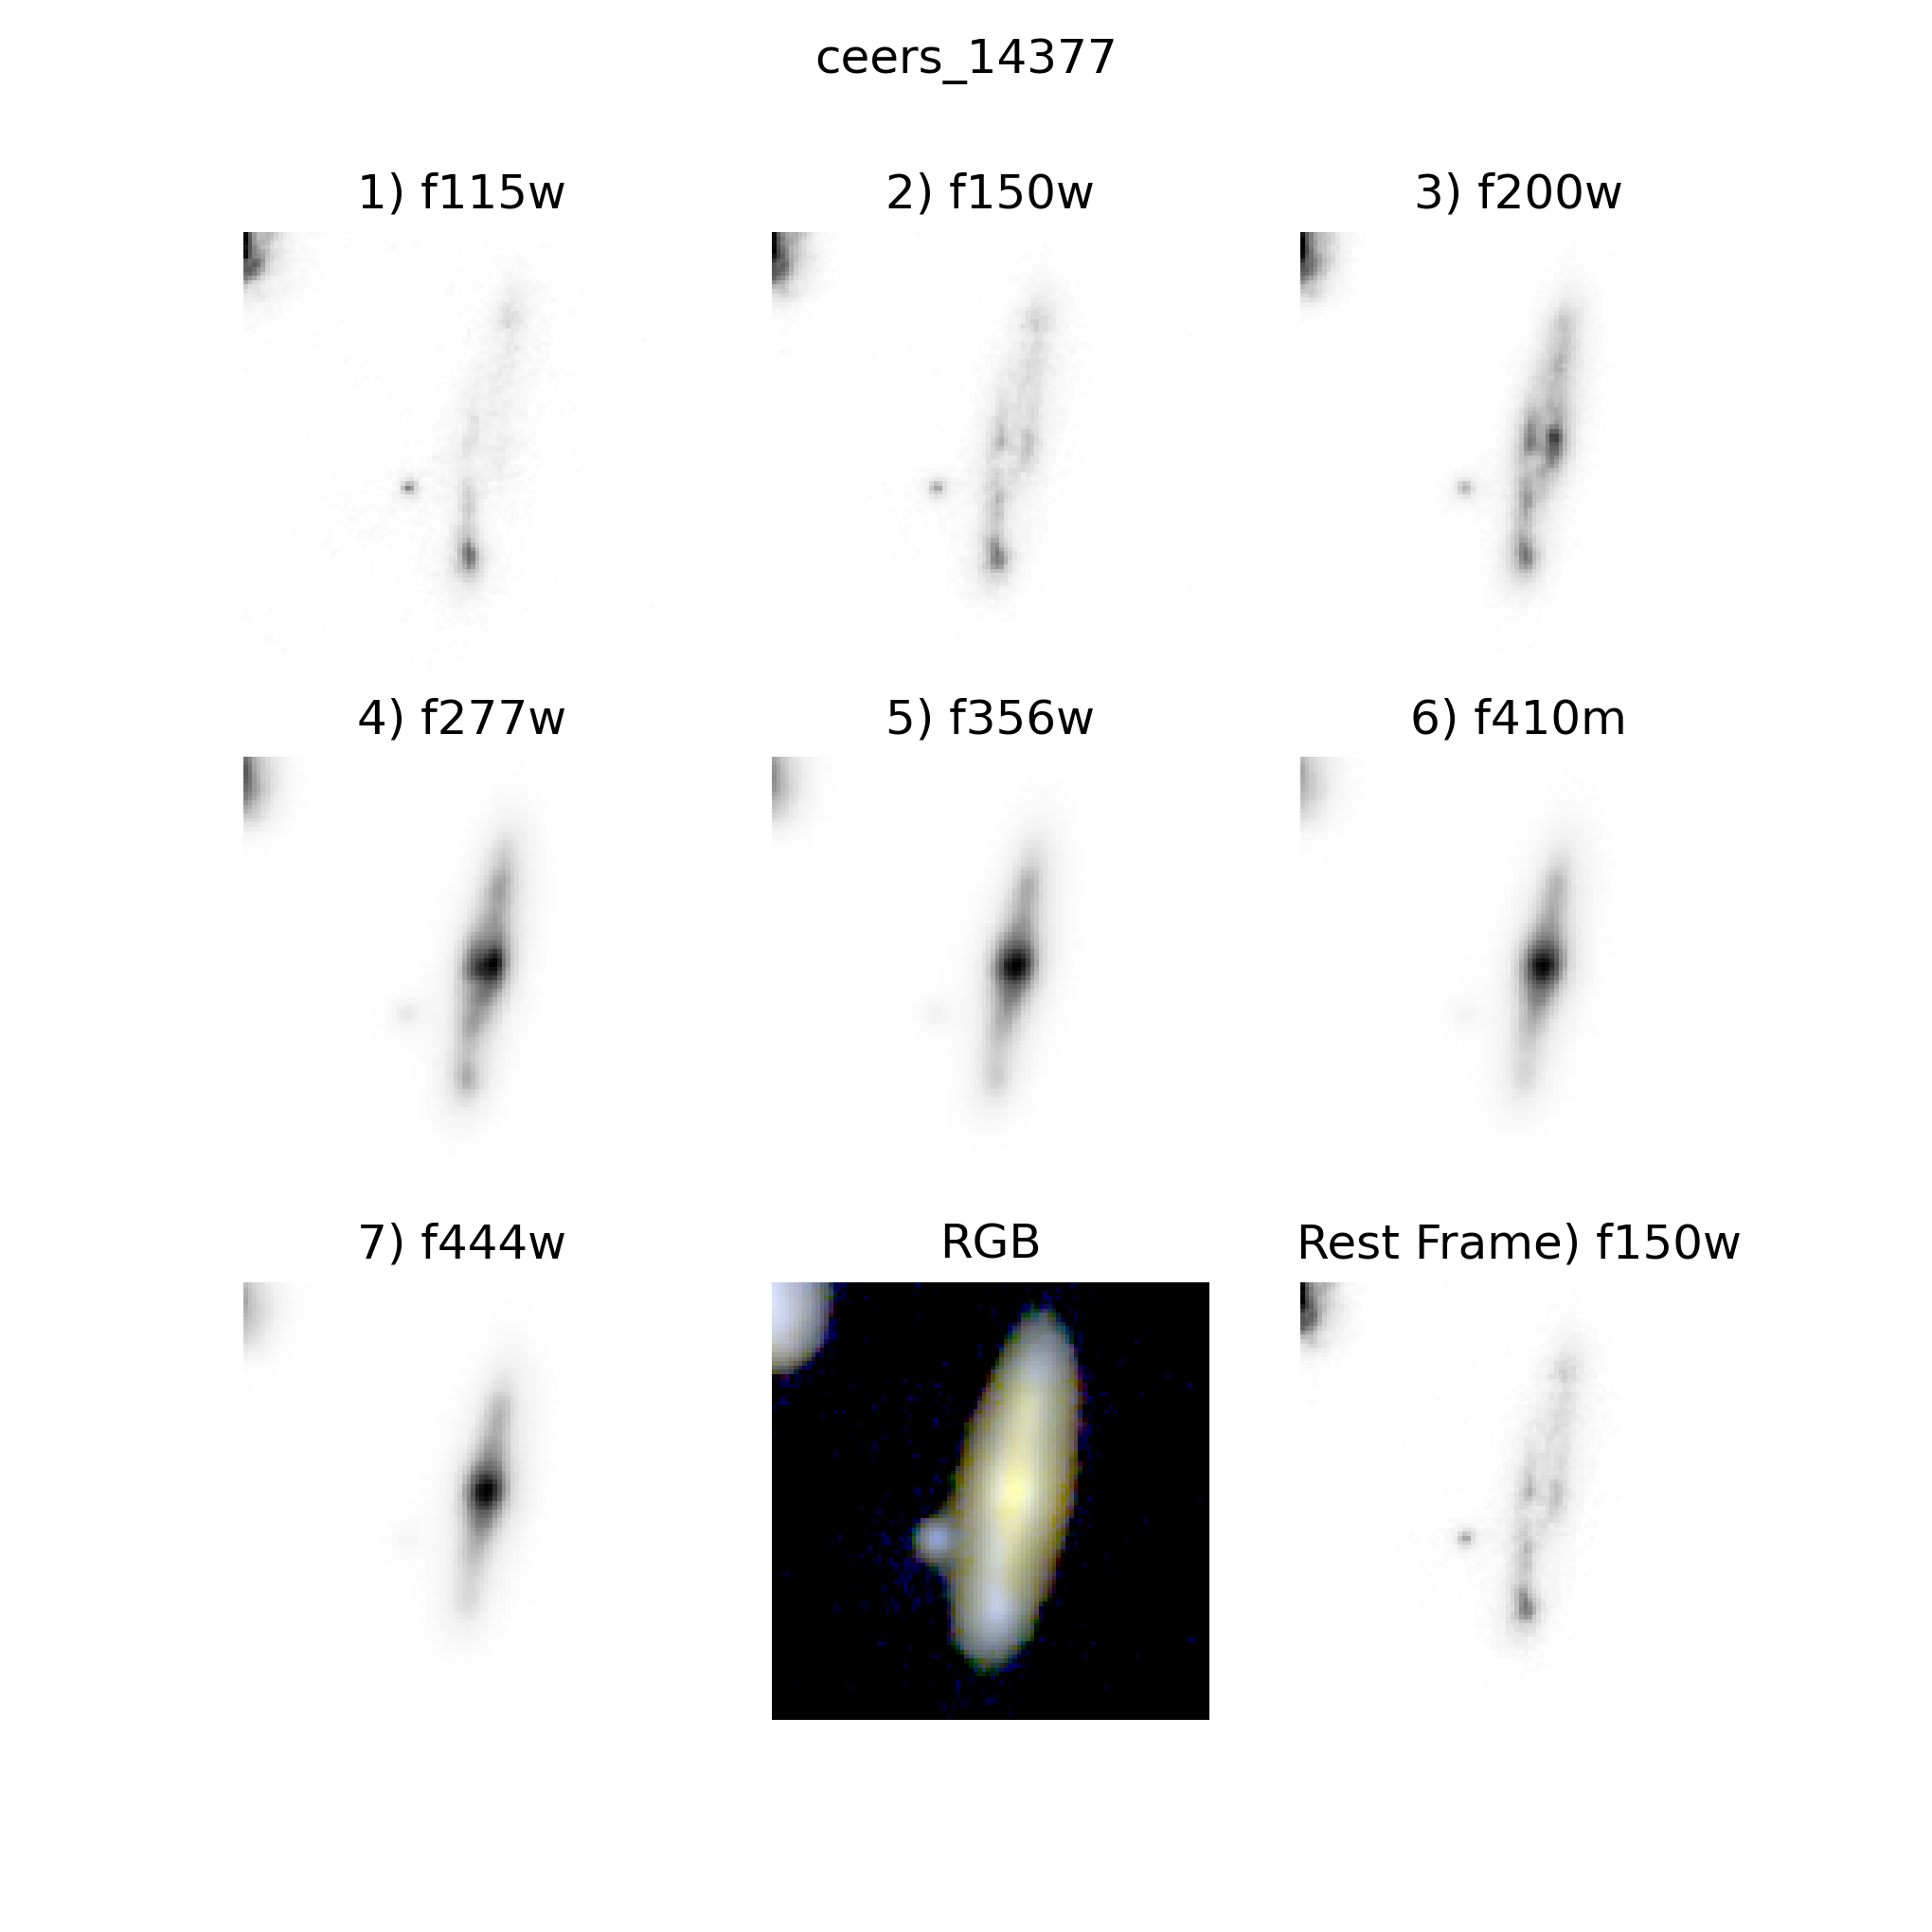 ceers_14377
1) f115w
2) f150w
3) f200w
4) f277w
5) f356w
6) f410m
7) f444w
RGB
Rest Frame) f150w